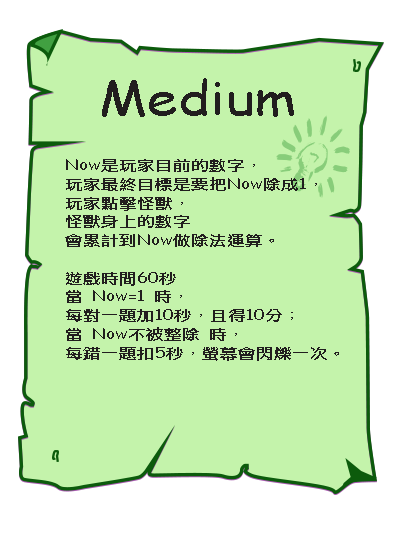 Medium
Now是玩家目前的數字，
玩家最終目標是要把Now除成1，
玩家點擊怪獸，
怪獸身上的數字
會累計到Now做除法運算。
遊戲時間60秒
當 Now=1 時，
每對一題加10秒，且得10分；
當 Now不被整除 時，
每錯一題扣5秒，螢幕會閃爍一次。